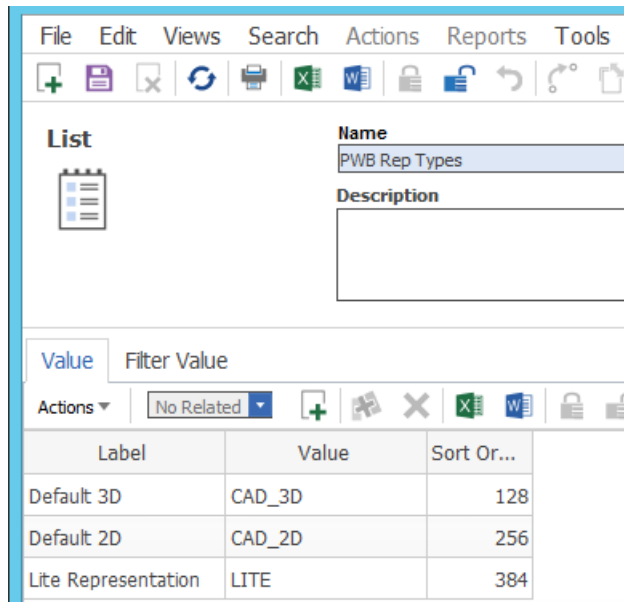 File Edit Views Search Actions Reports Tools
List
Name
PWB Rep Types
Description
Value Filter Value
Actions No Related
Label Value Sort Or...
Default 3D CAD_3D 128
Default 2D CAD_2D 256
Lite Representation LITE 384